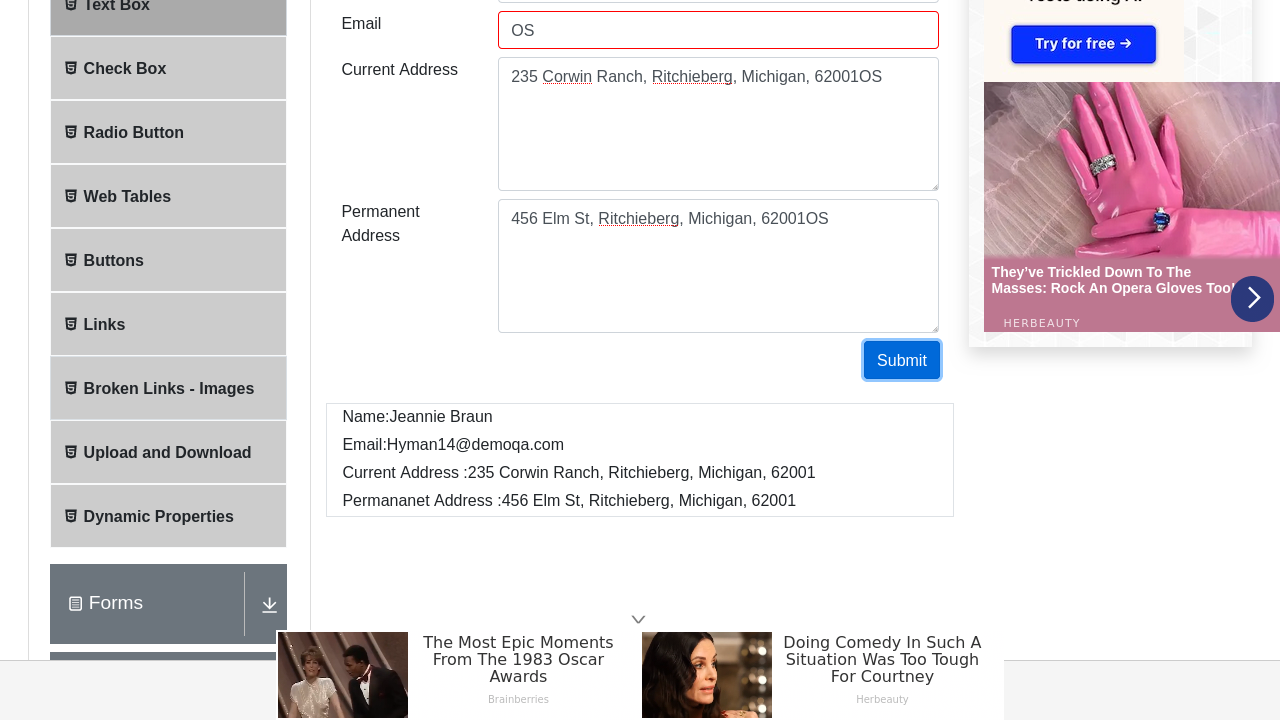 Text Box
Check Box
Radio Button
Web Tables
Buttons
Links
Broken Links - Images
Upload and Download
Dynamic Properties
Forms
Email
OS
Current Address
235 Corwin Ranch, Ritchieberg, Michigan, 62001OS
Permanent
Address
456 Elm St, Ritchieberg, Michigan, 62001OS
Submit
Name:Jeannie Braun
Email:Hyman14@demoqa.com
Current Address :235 Corwin Ranch, Ritchieberg, Michigan, 62001
Permananet Address :456 Elm St, Ritchieberg, Michigan, 62001
Try for free →
They’ve Trickled Down To The
Masses: Rock An Opera Gloves Too!
HERBEAUTY
The Most Epic Moments
From The 1983 Oscar
Awards
Brainberries
Doing Comedy In Such A
Situation Was Too Tough
For Courtney
Herbeauty